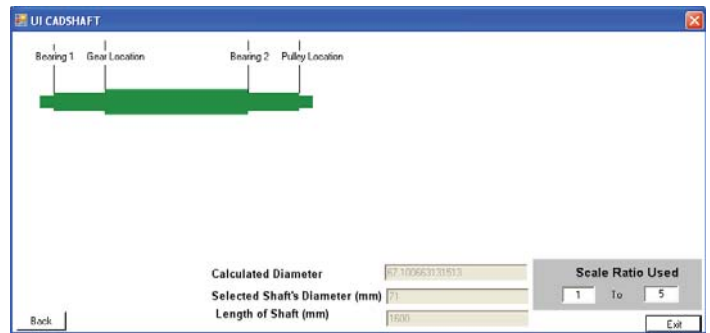 UI CADSHAFT
Bearing 1 Gear Location Bearing 2 Pulley Location
Calculated Diameter 67.100663131513
Selected Shaft's Diameter (mm) 71
Length of Shaft (mm) 1600
Scale Ratio Used
1 To 5
Back
Exit